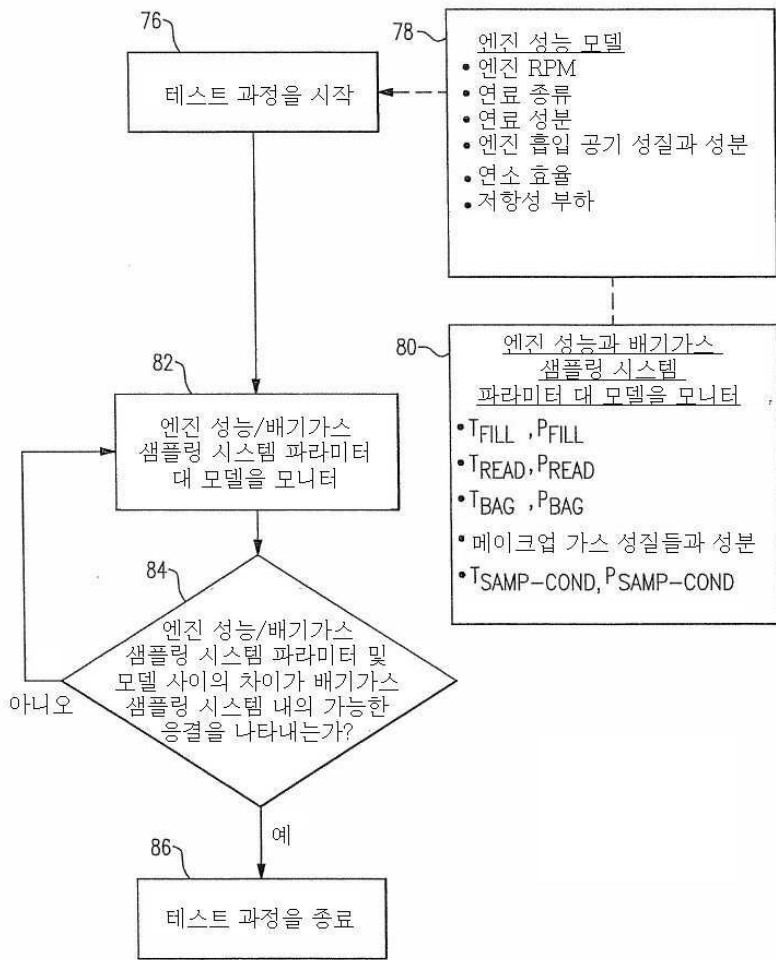 76
테스트 과정을 시작
78
엔진 성능 모델
• 엔진 RPM
• 연료 종류
• 연료 성분
• 엔진 흡입 공기 성질과 성분
• 연소 효율
• 저항성 부하
80
엔진 성능과 배기가스
샘플링 시스템
파라미터 대 모델을 모니터
• TFILL , PFILL
• TREAD, PREAD
• TBAG , PBAG
• 메이크업 가스 성질들과 성분
• TSAMP-COND, PSAMP-COND
82
엔진 성능/배기가스
샘플링 시스템 파라미터
대 모델을 모니터
84
엔진 성능/배기가스
샘플링 시스템 파라미터 및
모델 사이의 차이가 배기가스
샘플링 시스템 내의 가능한
응결을 나타내는가?
아니오
예
86
테스트 과정을 종료